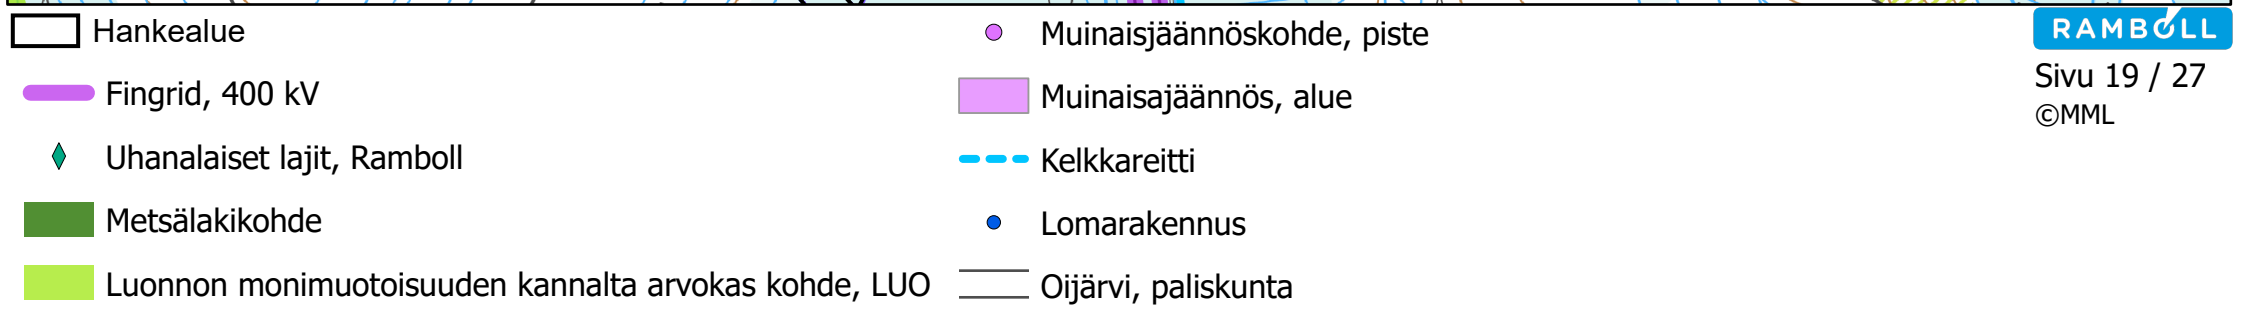 Hankealue
Fingrid, 400 kV
Uhanalaiset lajit, Ramboll
Metsälakikohde
Luonnon monimuotoisuuden kannalta arvokas kohde, LUO
Muinaisjäännöskohde, piste
Muinaisajäännös, alue
Kelkkareitti
Lomarakennus
Oijärvi, paliskunta
RAMBOLL
Sivu 19 / 27
©MML